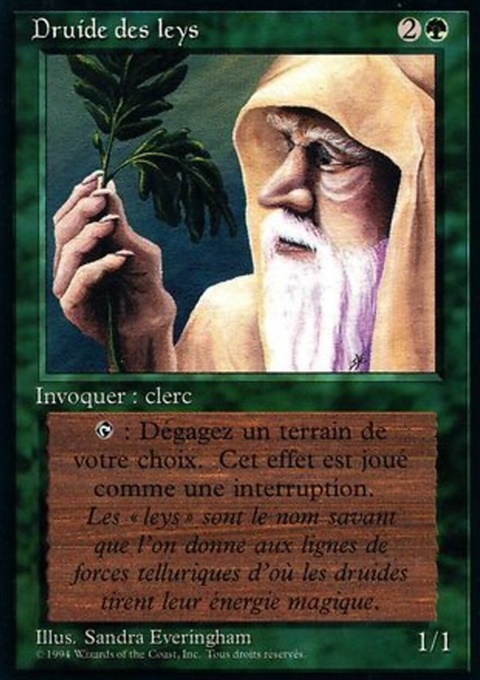 Druide des leys 2
Invoquer : clerc
: Dégagez un terrain de
votre choix. Cet effet est joué
comme une interruption.
Les « leys » sont le nom savant
que l'on donne aux lignes de
forces telluriques d'où les druides
tirent leur énergie magique.
Illus. Sandra Everingham
1/1
© 1994 Wizards of the Coast, Inc. Tous droits réservés.